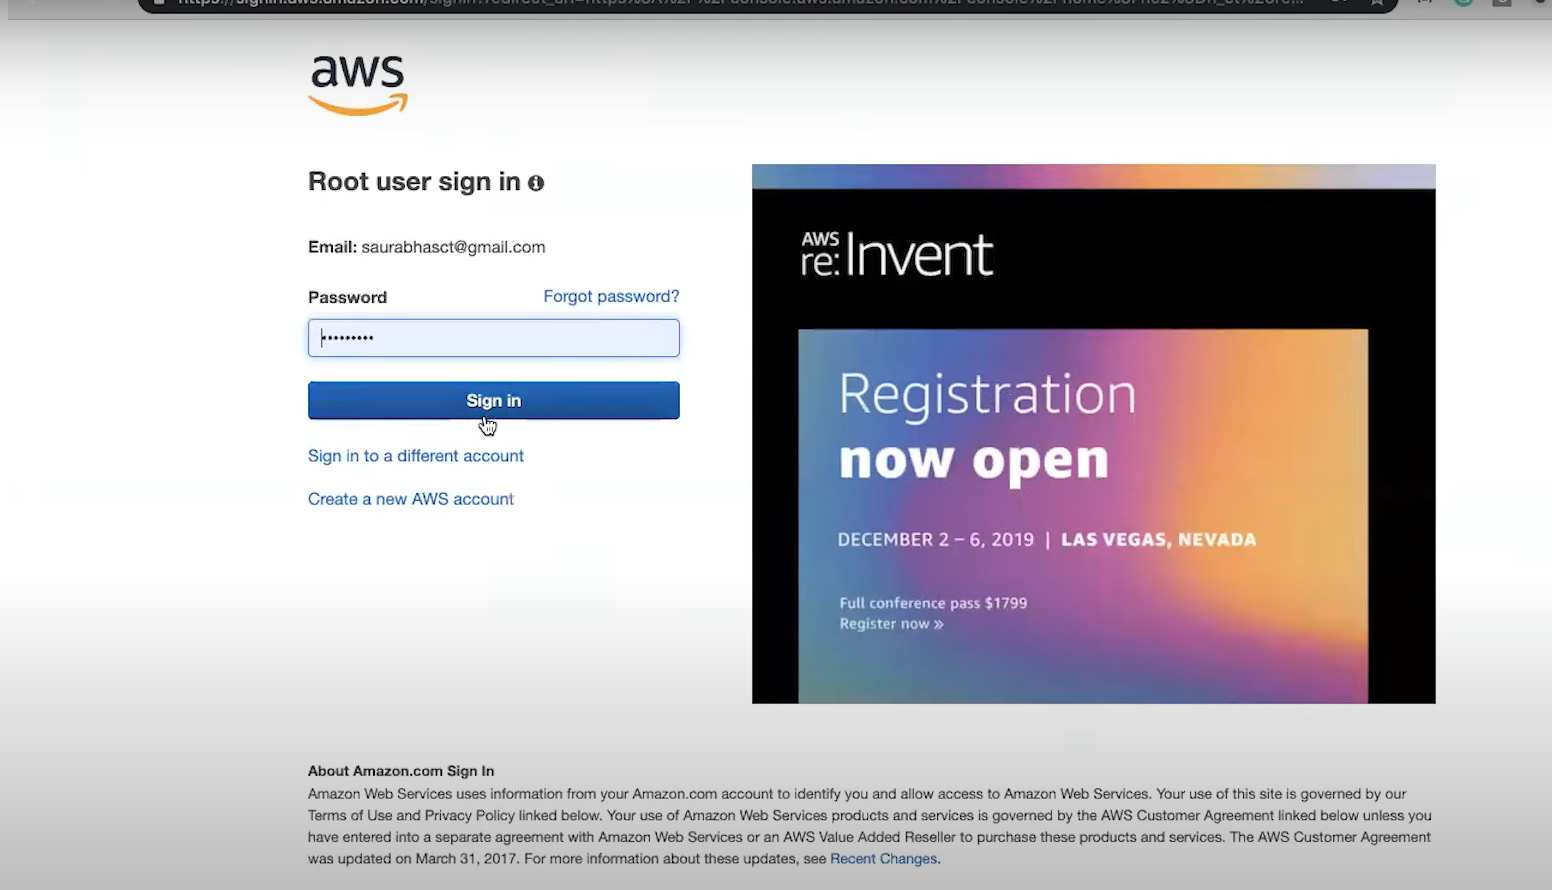 aws
Root user sign in
Email: saurabhasct@gmail.com
Password
Forgot password?
•••••••••
Sign in
Sign in to a different account
Create a new AWS account
AWS
re:Invent
Registration
now open
DECEMBER 2 – 6, 2019 | LAS VEGAS, NEVADA
Full conference pass $1799
Register now »
About Amazon.com Sign In
Amazon Web Services uses information from your Amazon.com account to identify you and allow access to Amazon Web Services. Your use of this site is governed by our
Terms of Use and Privacy Policy linked below. Your use of Amazon Web Services products and services is governed by the AWS Customer Agreement linked below unless you
have entered into a separate agreement with Amazon Web Services or an AWS Value Added Reseller to purchase these products and services. The AWS Customer Agreement
was updated on March 31, 2017. For more information about these updates, see Recent Changes.